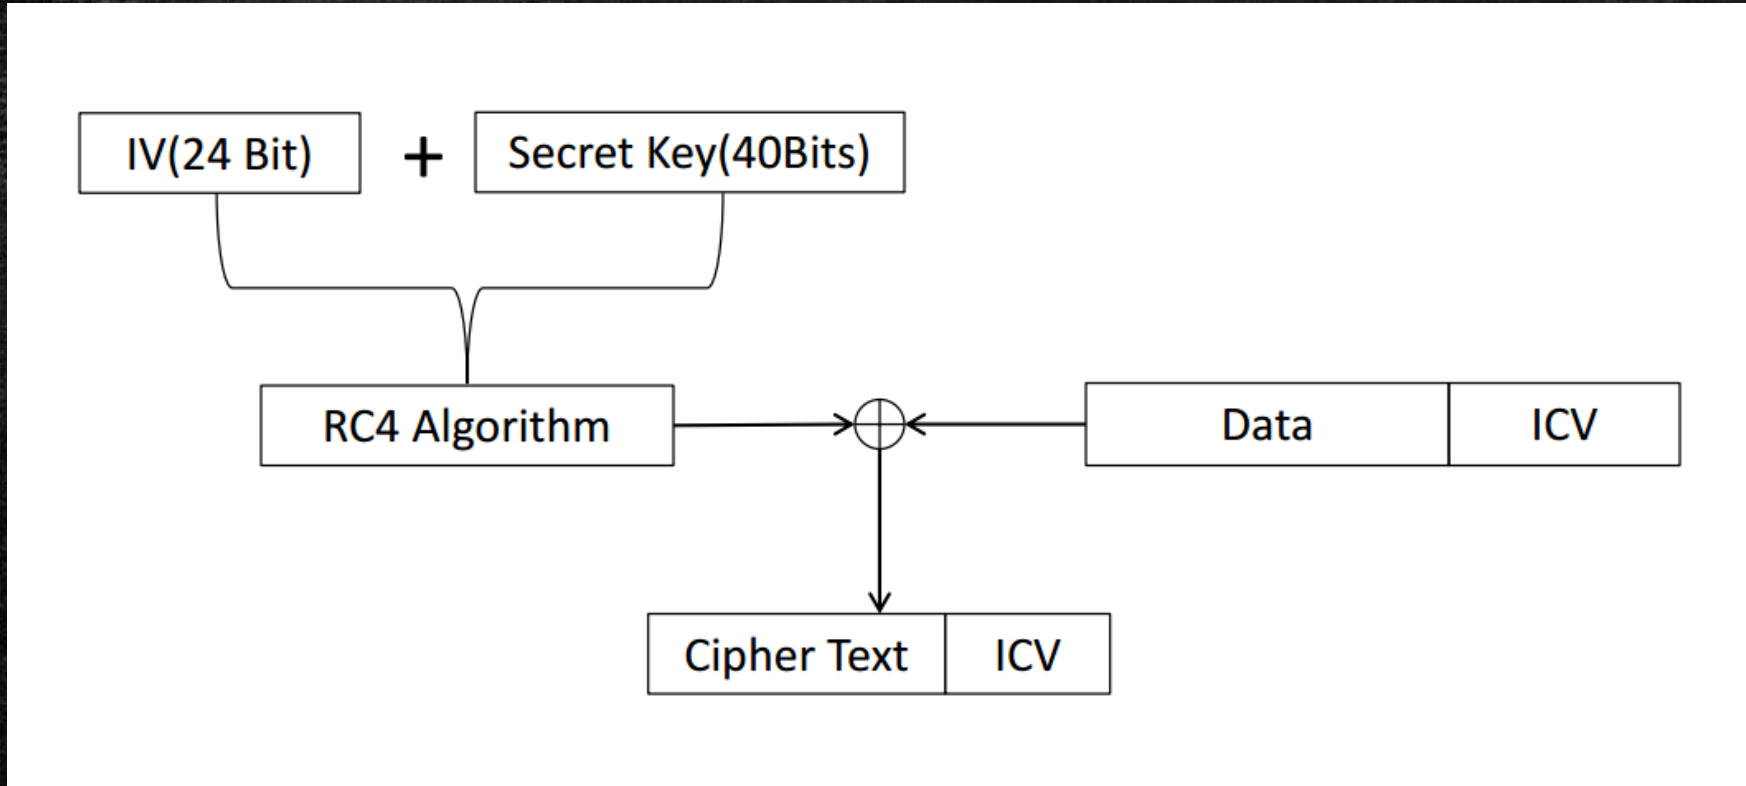 IV(24 Bit) + Secret Key(40Bits)
RC4 Algorithm
Data
ICV
Cipher Text
ICV